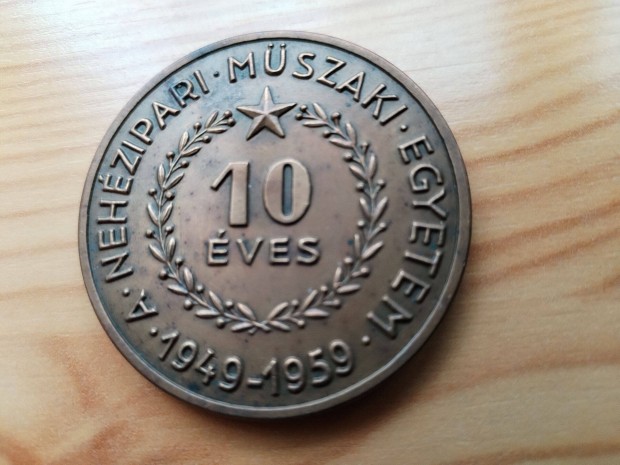 A · NEHÉZIPARI · MŰSZAKI · EGYETEM ·
10
ÉVES
1949-1959